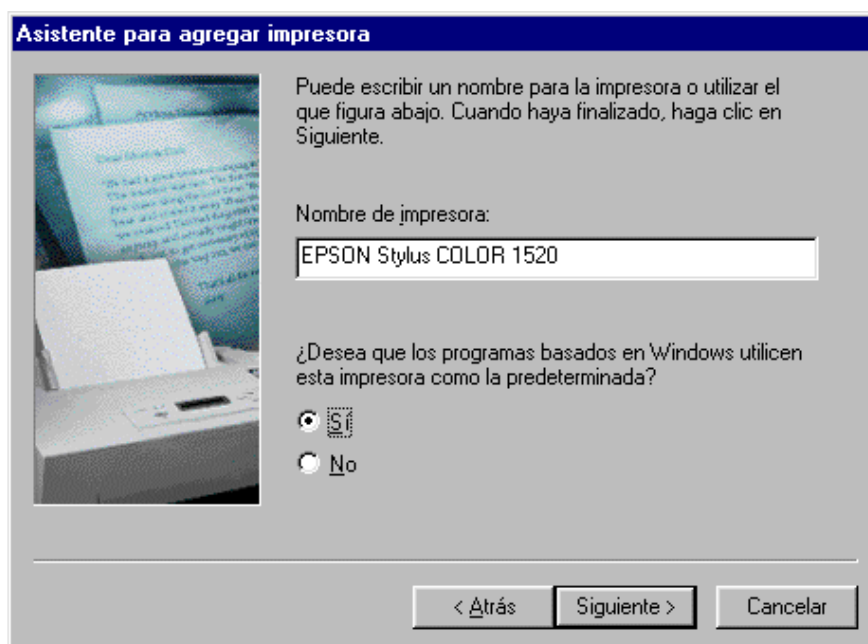 Asistente para agregar impresora
Puede escribir un nombre para la impresora o utilizar el
que figura abajo. Cuando haya finalizado, haga clic en
Siguiente.
Nombre de impresora:
EPSON Stylus COLOR 1520
¿Desea que los programas basados en Windows utilicen
esta impresora como la predeterminada?
Sí
No
< Atrás
Siguiente >
Cancelar